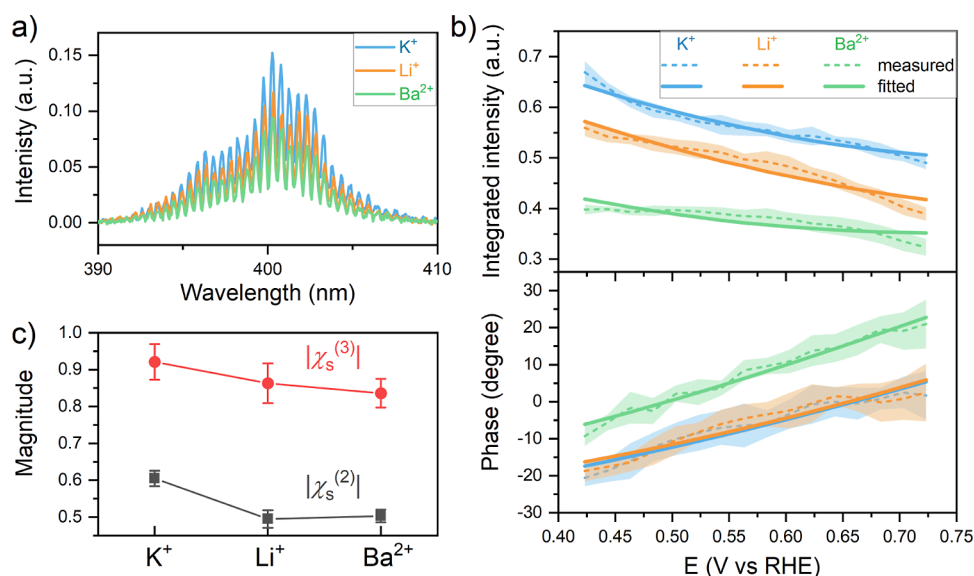 a)
Intenisty (a.u.)
0.15
0.10
0.05
0.00
K⁺
Li⁺
Ba²⁺
390
400
410
Wavelength (nm)
b)
Integrated intensity (a.u.)
0.7
0.6
0.5
0.4
0.3
K⁺ Li⁺ Ba²⁺
measured
fitted
Phase (degree)
30
20
10
0
-10
-20
-30
0.40 0.45 0.50 0.55 0.60 0.65 0.70 0.75
E (V vs RHE)
c)
Magnitude
1.0
0.9
0.8
0.7
0.6
0.5
|χₛ⁽³⁾|
|χₛ⁽²⁾|
K⁺ Li⁺ Ba²⁺